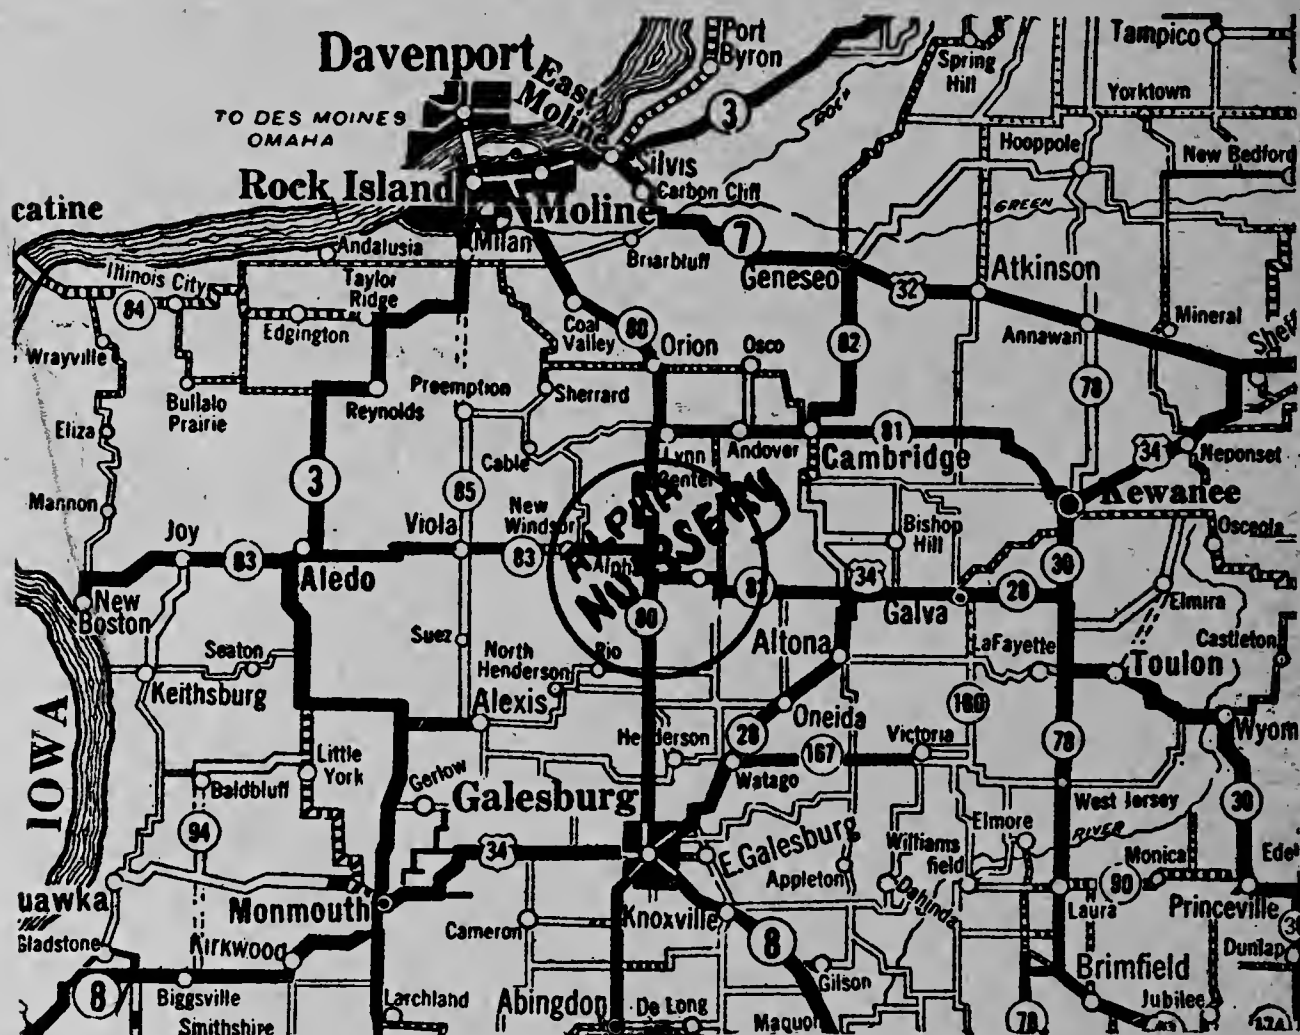 Davenport
East
Moline
Port
Byron
Tampico
Spring
Hill
Yorktown
TO DES MOINES
OMAHA
3
ROCK
Hooppole
New Bedford
Silvis
Rock Island
Carbon Cliff
catine
Moline
GREEN
Milan
7
Andalusia
Briarbluff
Illinois City
Taylor
Ridge
Geneseo
Atkinson
32
84
Edgington
Coal
Valley
80
82
Annawan
Mineral
Wrayville
Orion
Osco
Preemption
Sherrard
78
Buffalo
Prairie
Reynolds
Eliza
Andover
81
Cable
Lynn
Center
Cambridge
34
Neponset
3
85
Kewanee
Mannon
Viola
New
Windsor
ALPHA
NURSERY
Bishop
Hill
Osceola
Joy
83
Aledo
83
Alpha
30
34
New
Boston
80
Galva
28
Elmira
Suez
Altona
LaFayette
Castleton
Seaton
North
Henderson
Rio
Toulon
Keithsburg
Alexis
Oneida
Wyom
IOWA
Henderson
28
167
Victoria
78
Little
York
Gerlow
Watago
Baldbluff
Galesburg
West Jersey
30
94
E. Galesburg
Elmore
RIVER
34
Williams
field
Monica
Edel
Appleton
Dahinda
90
uawka
Monmouth
Knoxville
Laura
Princeville
Cameron
Gladstone
Kirkwood
8
Dunlap
8
Brimfield
Biggsville
Gilson
Larchland
Abingdon
De Long
Jubilee
Smithshire
Maquon
78